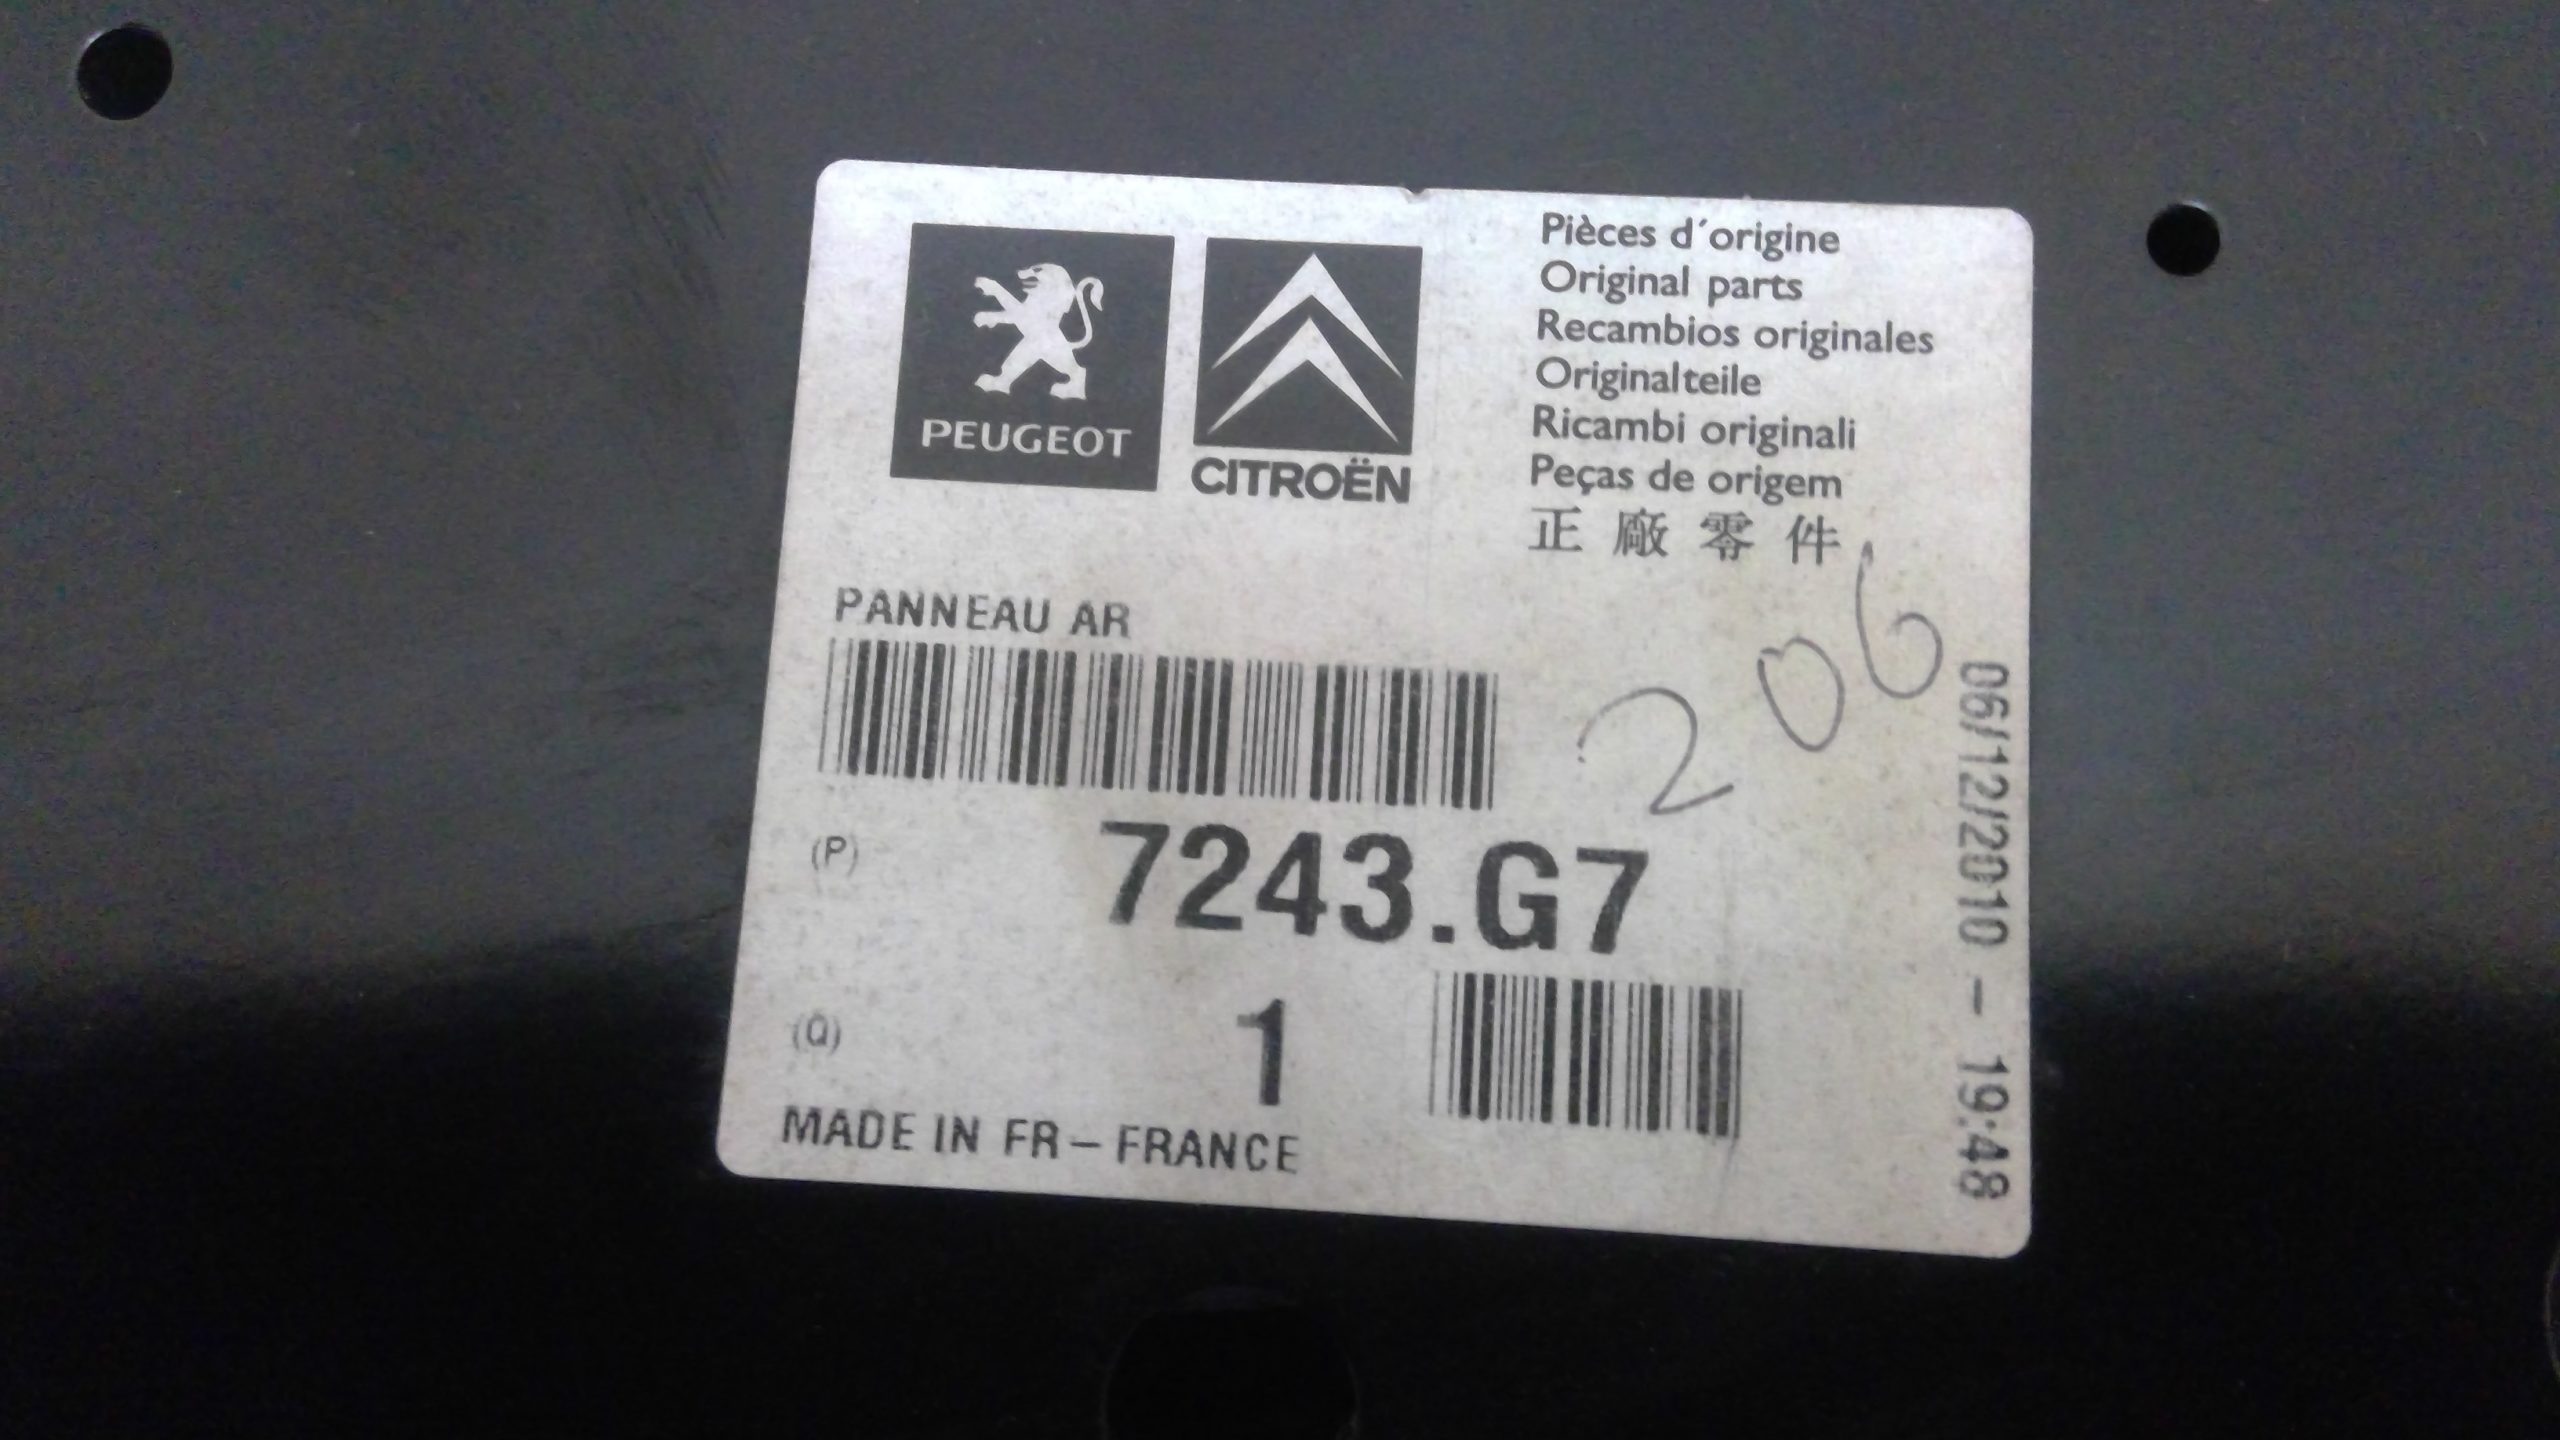 PEUGEOT
CITROËN
Pièces d'origine
Original parts
Recambios originales
Originalteile
Ricambi originali
Peças de origem
正廠零件
PANNEAU AR
206
(P) 7243.G7
(Q) 1
MADE IN FR – FRANCE
06/12/2010 – 19:48